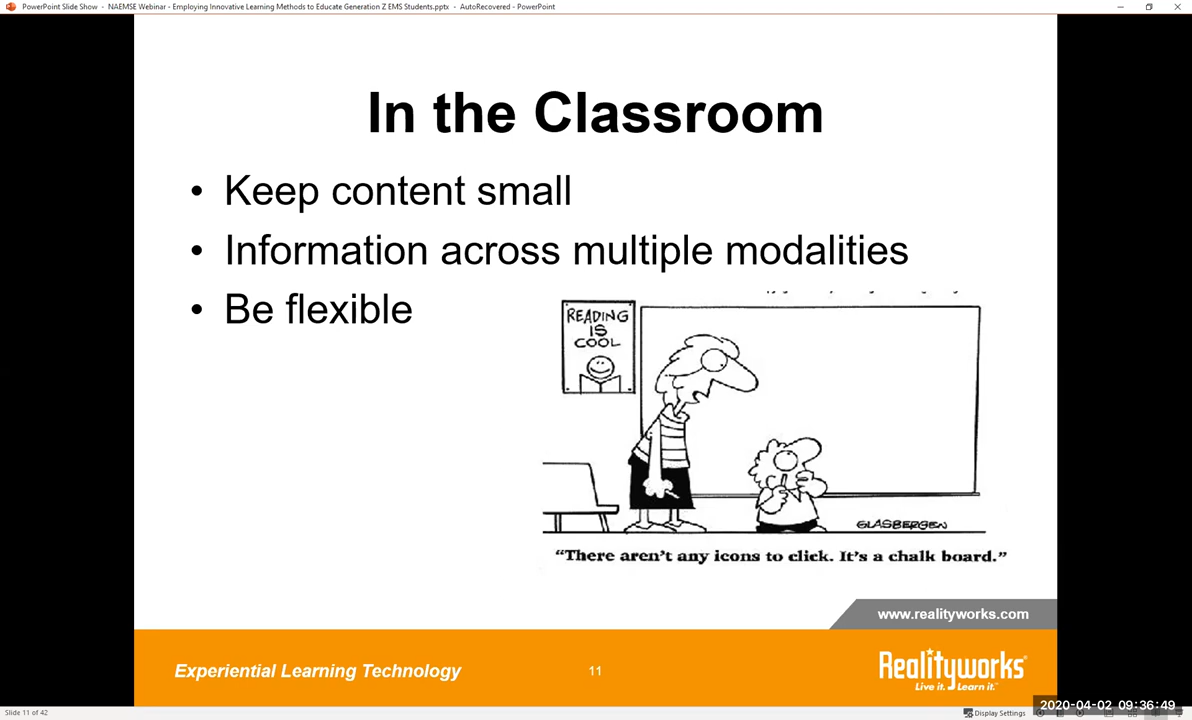 PowerPoint Slide Show - NAEMSE Webinar - Employing Innovative Learning Methods to Educate Generation Z EMS Students.pptx - AutoRecovered - PowerPoint
In the Classroom
• Keep content small
• Information across multiple modalities
• Be flexible
READING
IS
COOL
GLASBERGEN
“There aren’t any icons to click. It’s a chalk board.”
www.realityworks.com
Experiential Learning Technology
11
Realityworks®
Live it. Learn it.™
2020-04-02 09:36:49
Slide 11 of 42
Display Settings